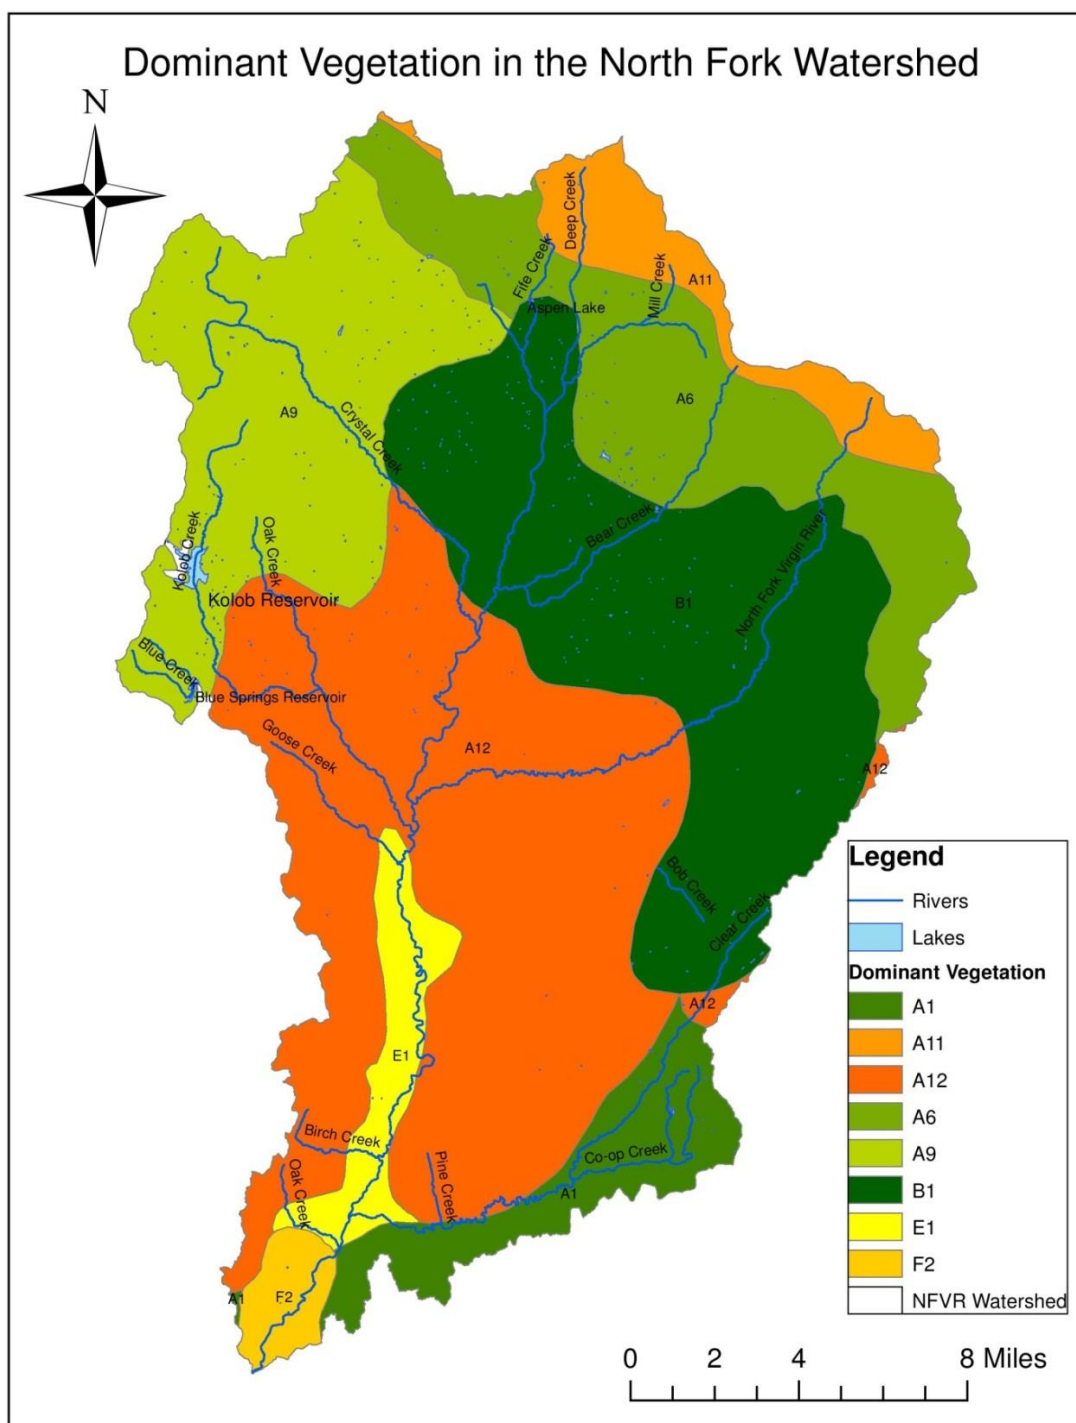 Dominant Vegetation in the North Fork Watershed
N
Deep Creek
Fife Creek
Mill Creek
A11
Aspen Lake
A6
A9
Crystal Creek
Bear Creek
North Fork Virgin River
Oak Creek
Kolob Creek
Kolob Reservoir
B1
Blue Creek
Blue Springs Reservoir
Goose Creek
A12
A12
Bob Creek
Clear Creek
A12
E1
Birch Creek
Oak Creek
Pine Creek
Co-op Creek
A1
A1
F2
Legend
Rivers
Lakes
Dominant Vegetation
A1
A11
A12
A6
A9
B1
E1
F2
NFVR Watershed
0 2 4 8 Miles